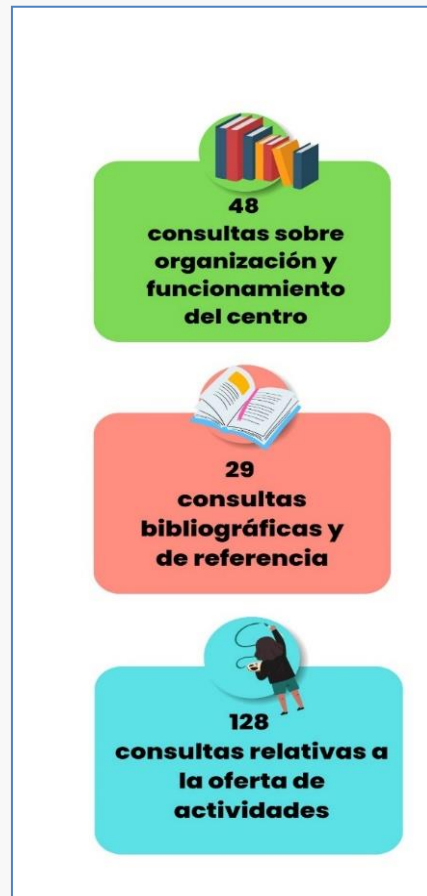 48
consultas sobre
organización y
funcionamiento
del centro
29
consultas
bibliográficas y
de referencia
128
consultas relativas a
la oferta de
actividades